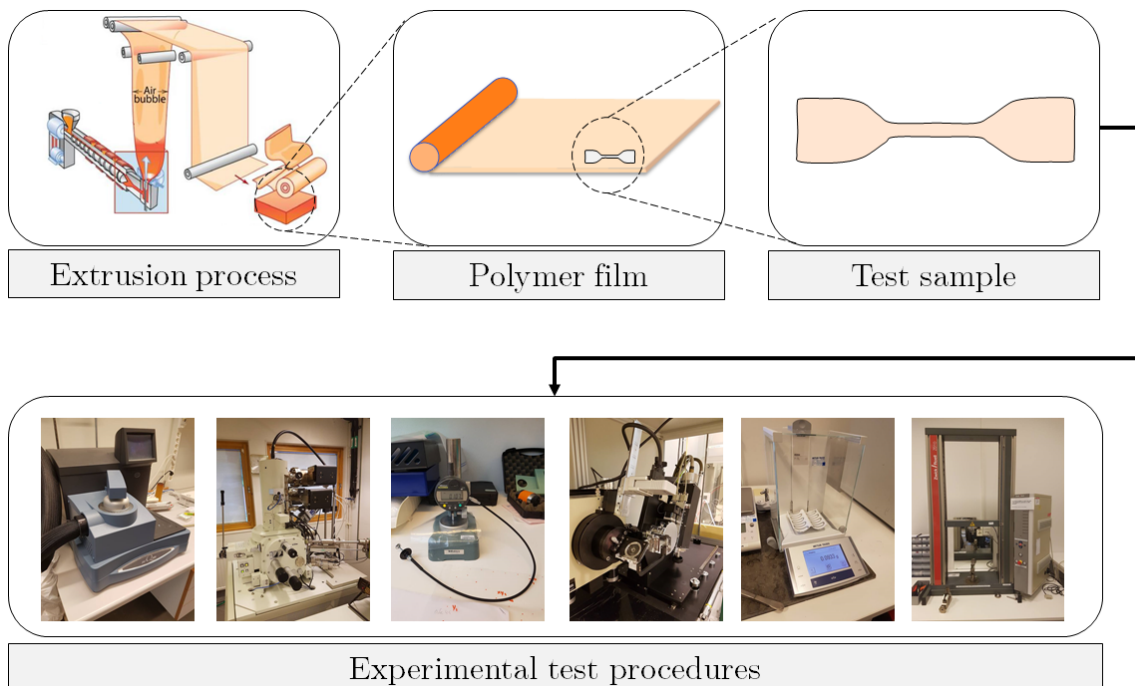 Air
bubble
Extrusion process
Polymer film
Test sample
Experimental test procedures